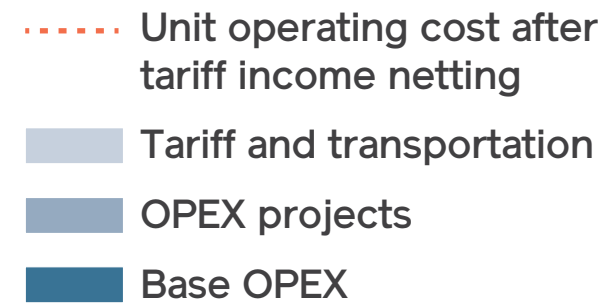 Unit operating cost after
tariff income netting
Tariff and transportation
OPEX projects
Base OPEX